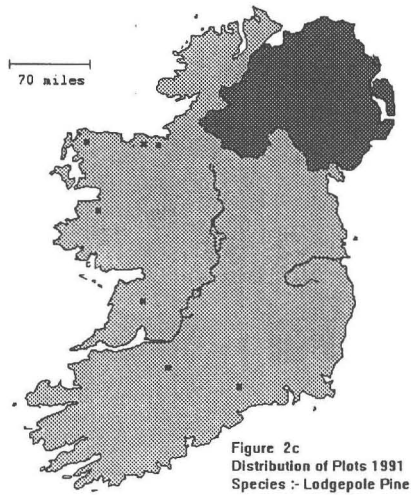 70 miles
Figure 2c
Distribution of Plots 1991
Species :- Lodgepole Pine